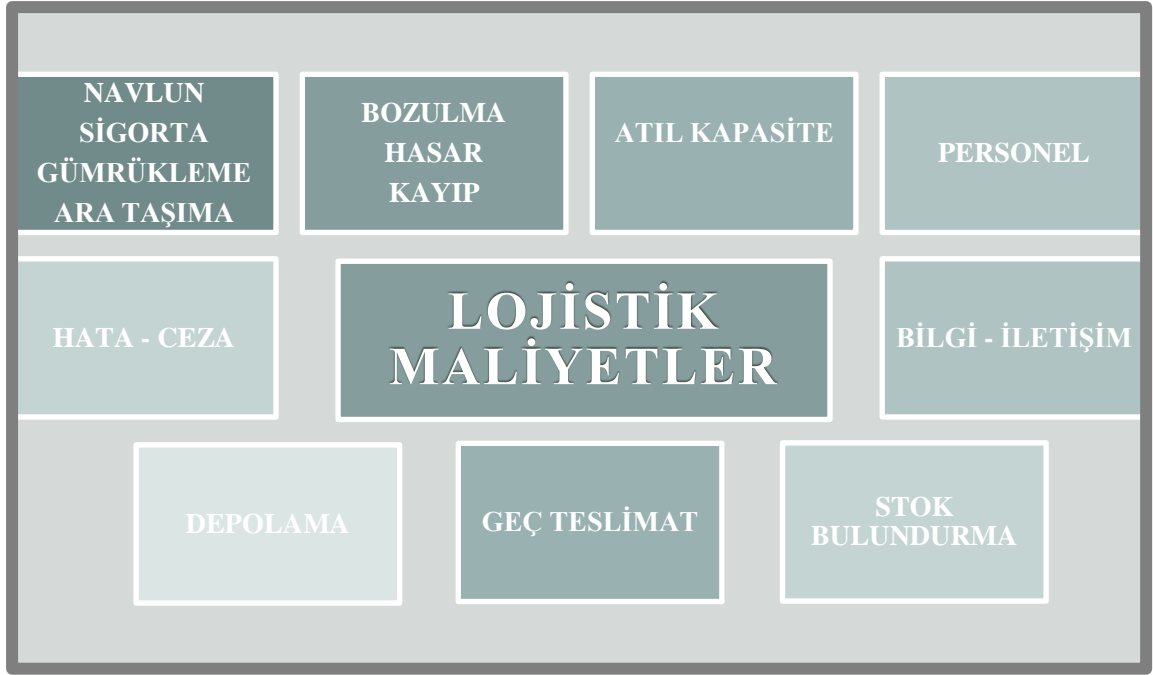 NAVLUN
SİGORTA
GÜMRÜKLEME
ARA TAŞIMA
BOZULMA
HASAR
KAYIP
ATIL KAPASİTE
PERSONEL
HATA - CEZA
LOJİSTİK
MALİYETLER
BİLGİ - İLETİŞİM
DEPOLAMA
GEÇ TESLİMAT
STOK
BULUNDURMA